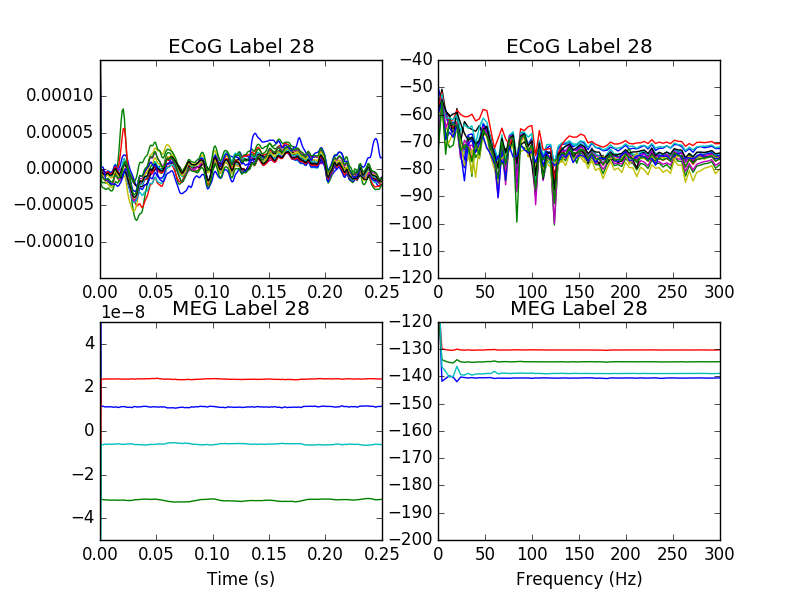 ECoG Label 28
0.00010
0.00005
0.00000
−0.00005
−0.00010
0.00 0.05 0.10 0.15 0.20 0.25
ECoG Label 28
−40
−50
−60
−70
−80
−90
−100
−110
−120
0 50 100 150 200 250 300
MEG Label 28
1e−8
4
2
0
−2
−4
0.00 0.05 0.10 0.15 0.20 0.25
Time (s)
MEG Label 28
−120
−130
−140
−150
−160
−170
−180
−190
−200
0 50 100 150 200 250 300
Frequency (Hz)